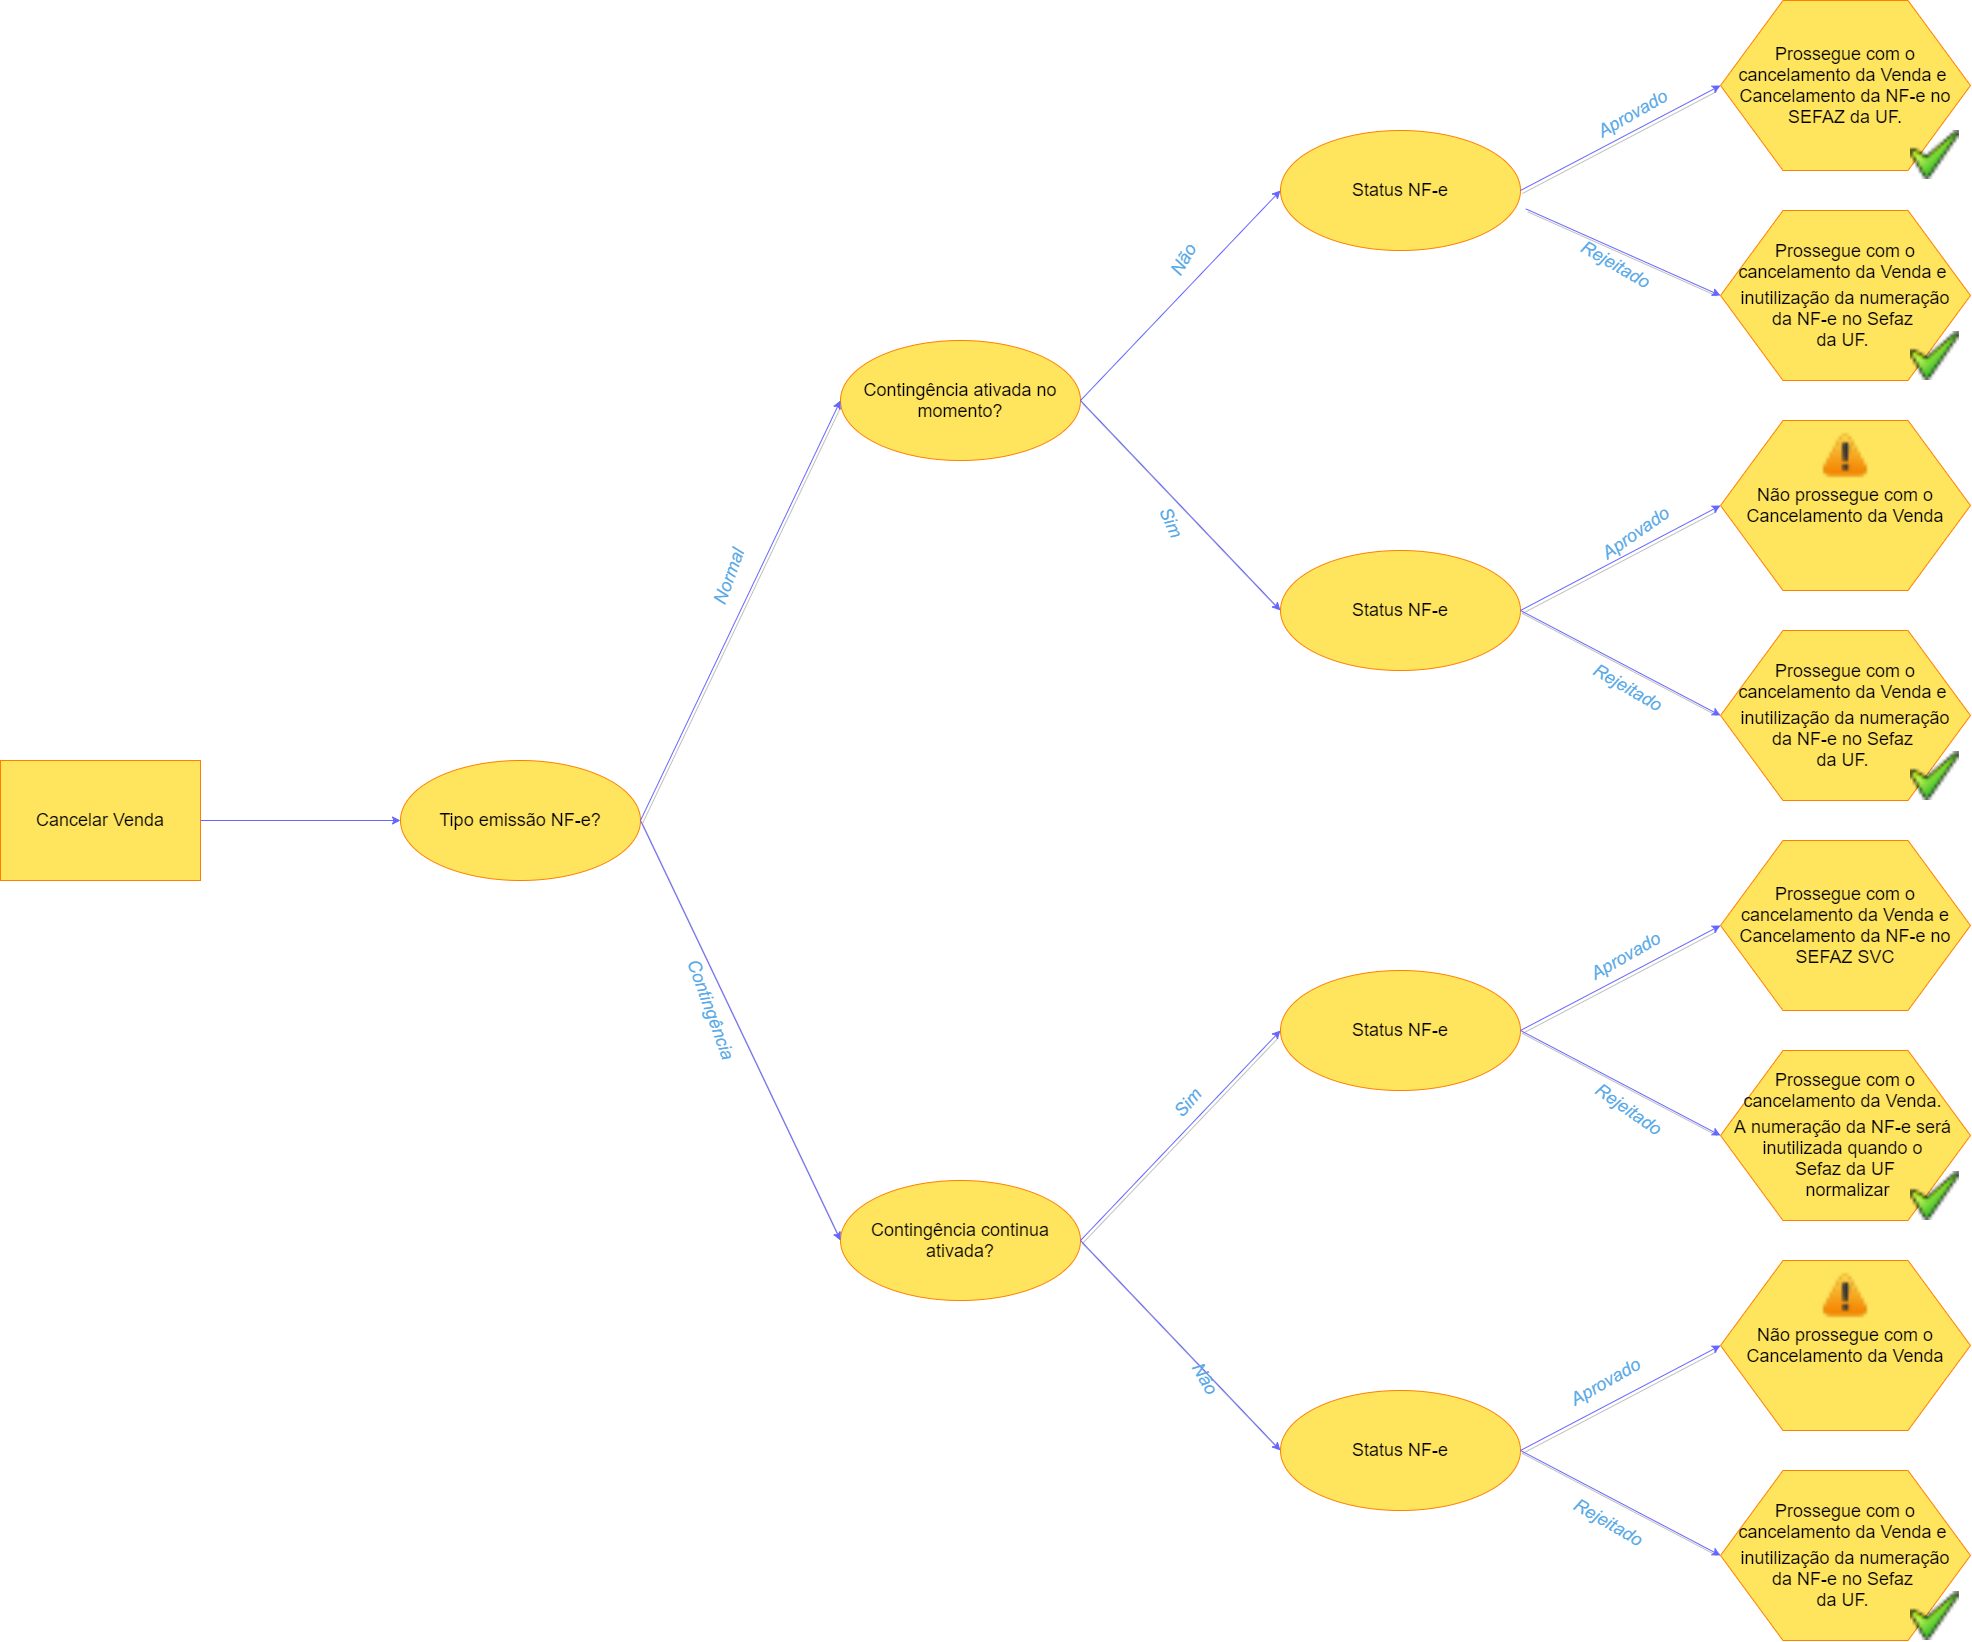 Prossegue com o
cancelamento da Venda e
Cancelamento da NF-e no
SEFAZ da UF.
Aprovado
Status NF-e
Rejeitado
Prossegue com o
cancelamento da Venda e
inutilização da numeração
da NF-e no Sefaz
da UF.
Não
Contingência ativada no
momento?
Sim
Não prossegue com o
Cancelamento da Venda
Aprovado
Status NF-e
Rejeitado
Prossegue com o
cancelamento da Venda e
inutilização da numeração
da NF-e no Sefaz
da UF.
Normal
Cancelar Venda
Tipo emissão NF-e?
Contingência
Prossegue com o
cancelamento da Venda e
Cancelamento da NF-e no
SEFAZ SVC
Aprovado
Status NF-e
Rejeitado
Prossegue com o
cancelamento da Venda.
A numeração da NF-e será
inutilizada quando o
Sefaz da UF
normalizar
Sim
Contingência continua
ativada?
Não
Não prossegue com o
Cancelamento da Venda
Aprovado
Status NF-e
Rejeitado
Prossegue com o
cancelamento da Venda e
inutilização da numeração
da NF-e no Sefaz
da UF.